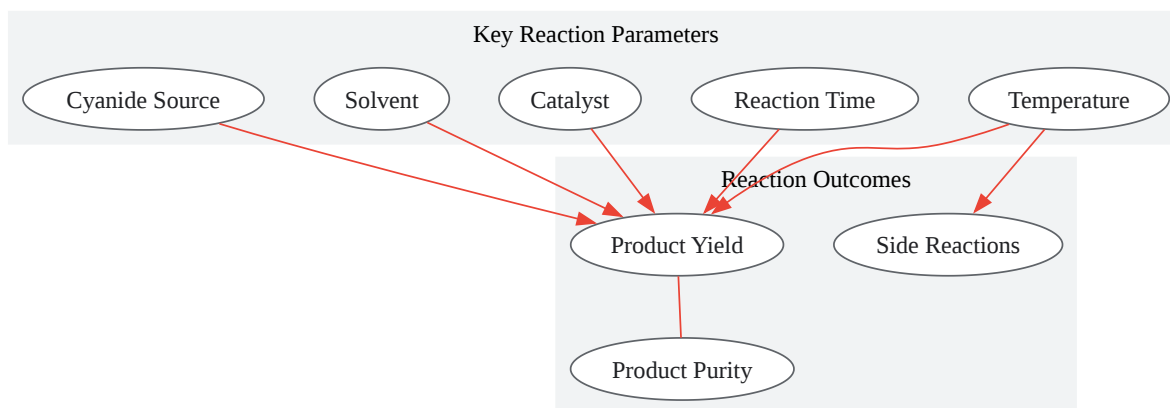 Key Reaction Parameters
Cyanide Source
Solvent
Catalyst
Reaction Time
Temperature
Reaction Outcomes
Product Yield
Side Reactions
Product Purity